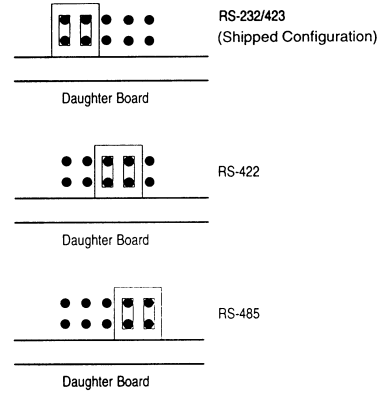 RS-232/423
(Shipped Configuration)
Daughter Board
RS-422
Daughter Board
RS-485
Daughter Board